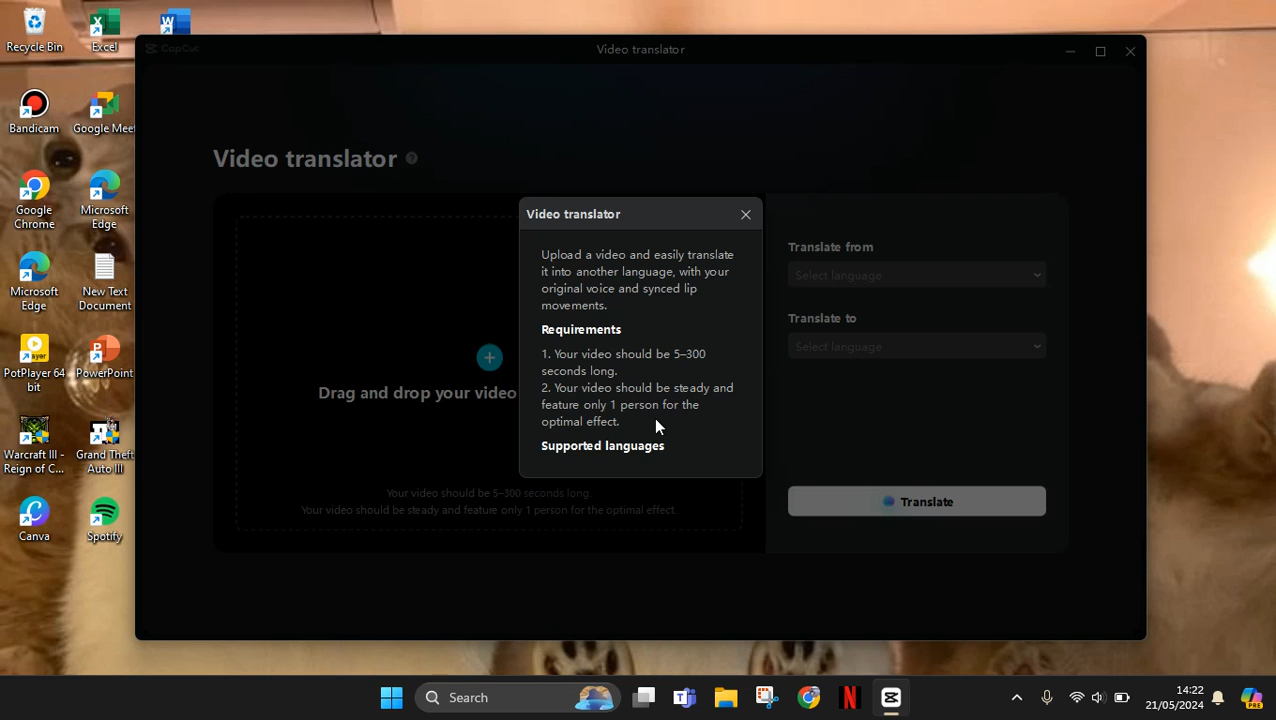 Recycle Bin
Excel
Bandicam
Google Meet
Google
Chrome
Microsoft
Edge
Microsoft
Edge
New Text
Document
PotPlayer 64
bit
PowerPoint
Warcraft III -
Reign of C...
Grand Theft
Auto III
Canva
Spotify
CapCut
Video translator
Video translator
Drag and drop your video
Your video should be 5–300 seconds long.
Your video should be steady and feature only 1 person for the optimal effect.
Video translator
Upload a video and easily translate
it into another language, with your
original voice and synced lip
movements.
Requirements
1. Your video should be 5–300
seconds long.
2. Your video should be steady and
feature only 1 person for the
optimal effect.
Supported languages
Translate from
Select language
Translate to
Select language
Translate
Search
14:22
21/05/2024
PRE